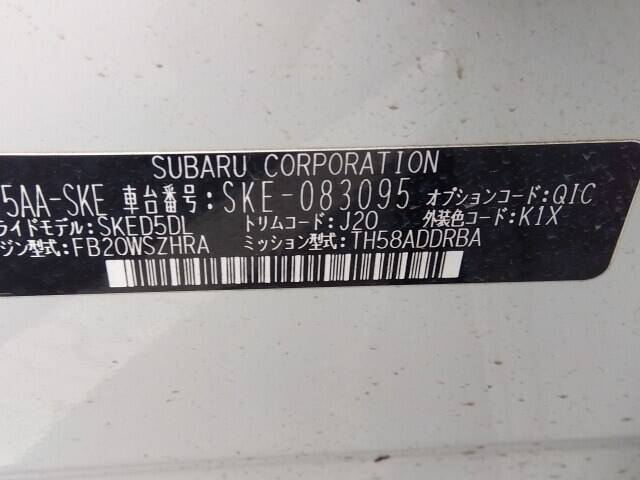 SUBARU CORPORATION
5AA-SKE 車台番号:SKE-083095 オプションコード:QIC
ライドモデル:SKED5DL トリムコード:J20 外装色コード:K1X
ジン型式:FB20WSZHRA ミッション型式:TH58ADDRBA